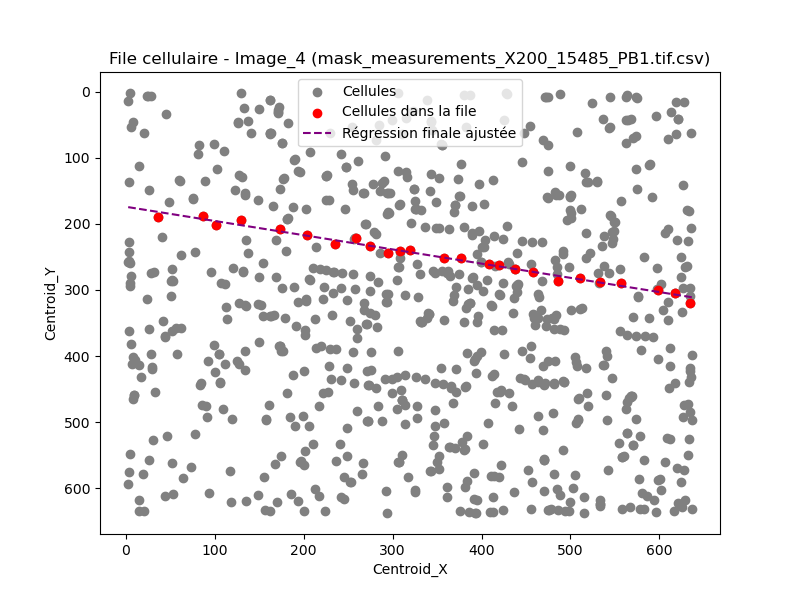 File cellulaire - Image_4 (mask_measurements_X200_15485_PB1.tif.csv)
Cellules
Cellules dans la file
Régression finale ajustée
0
100
200
300
400
500
600
Centroid_Y
0 100 200 300 400 500 600
Centroid_X